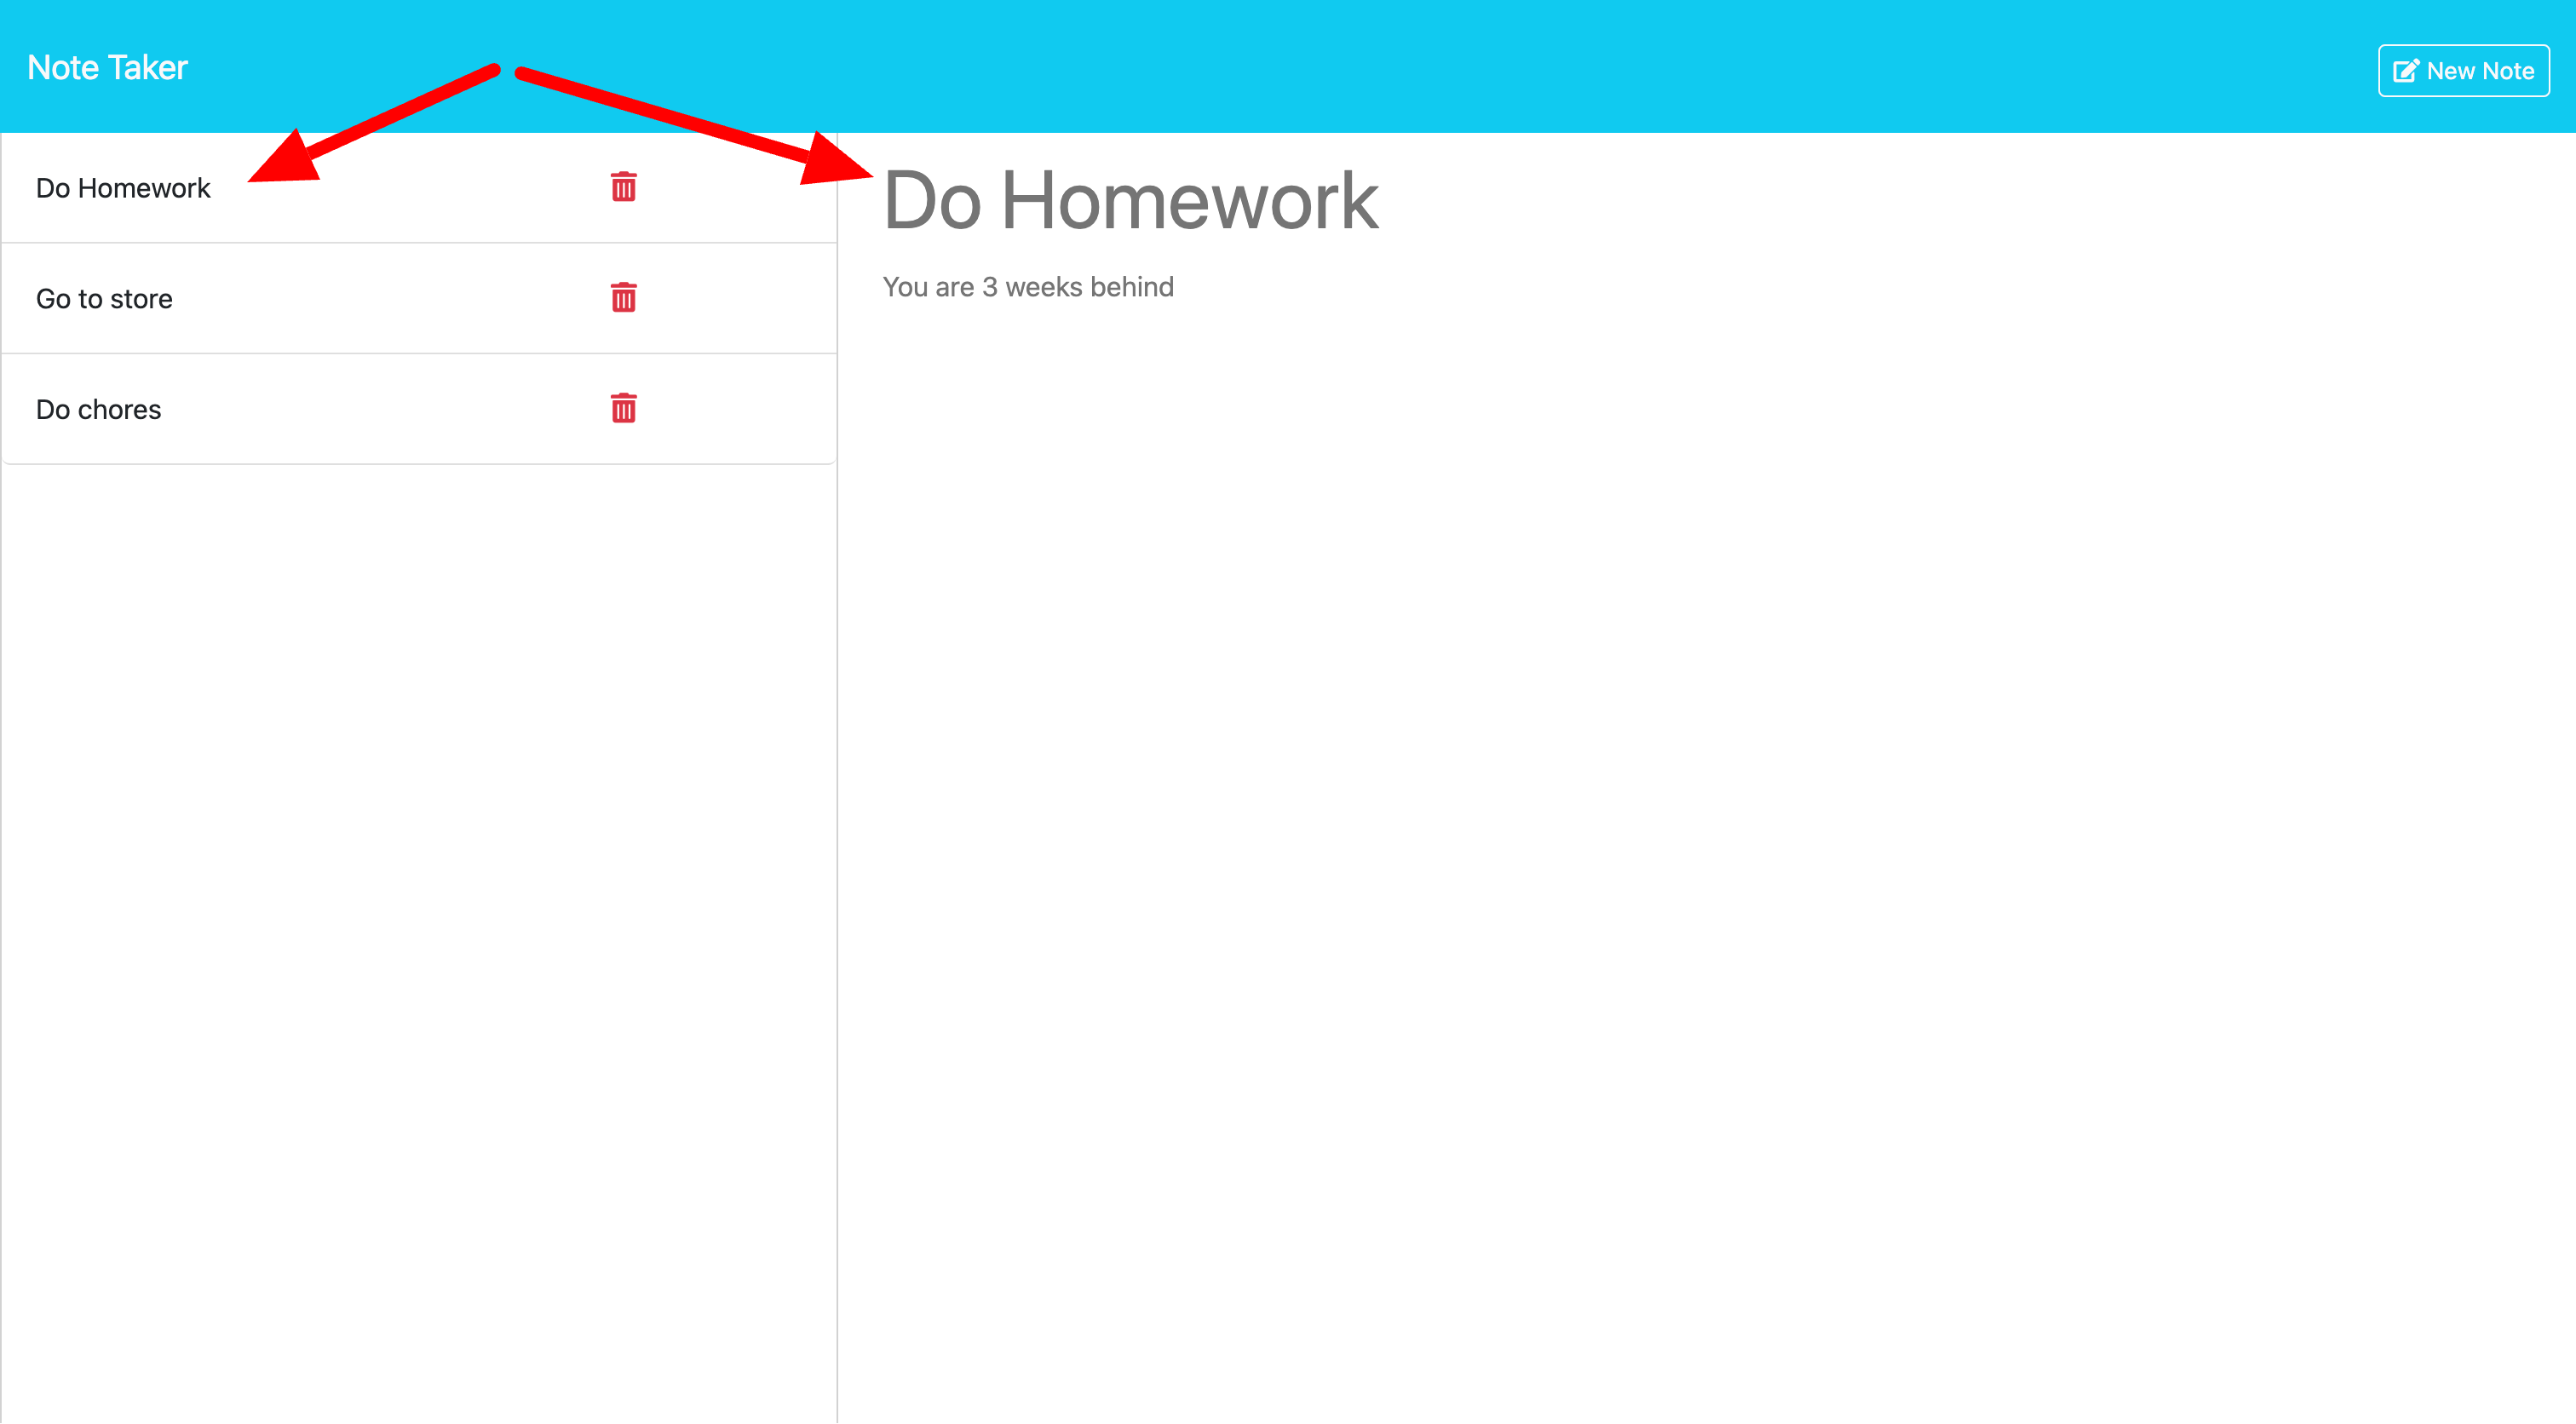 Note Taker
New Note
Do Homework
Go to store
Do chores
Do Homework
You are 3 weeks behind